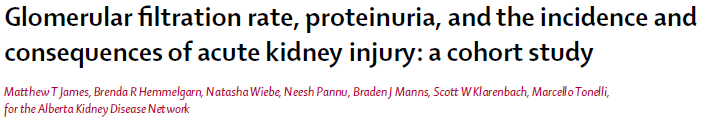 Glomerular filtration rate, proteinuria, and the incidence and
consequences of acute kidney injury: a cohort study
Matthew T James, Brenda R Hemmelgarn, Natasha Wiebe, Neesh Pannu, Braden J Manns, Scott W Klarenbach, Marcello Tonelli,
for the Alberta Kidney Disease Network